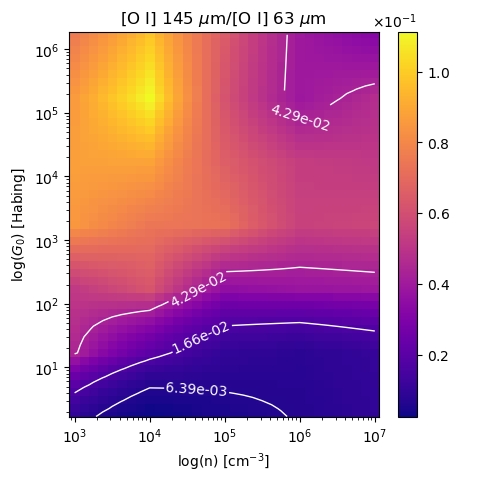 [O I] 145 μm/[O I] 63 μm
×10⁻¹
10⁶
10⁵
10⁴
10³
10²
10¹
log(G₀) [Habing]
4.29e-02
4.29e-02
1.66e-02
6.39e-03
10³ 10⁴ 10⁵ 10⁶ 10⁷
log(n) [cm⁻³]
1.0
0.8
0.6
0.4
0.2